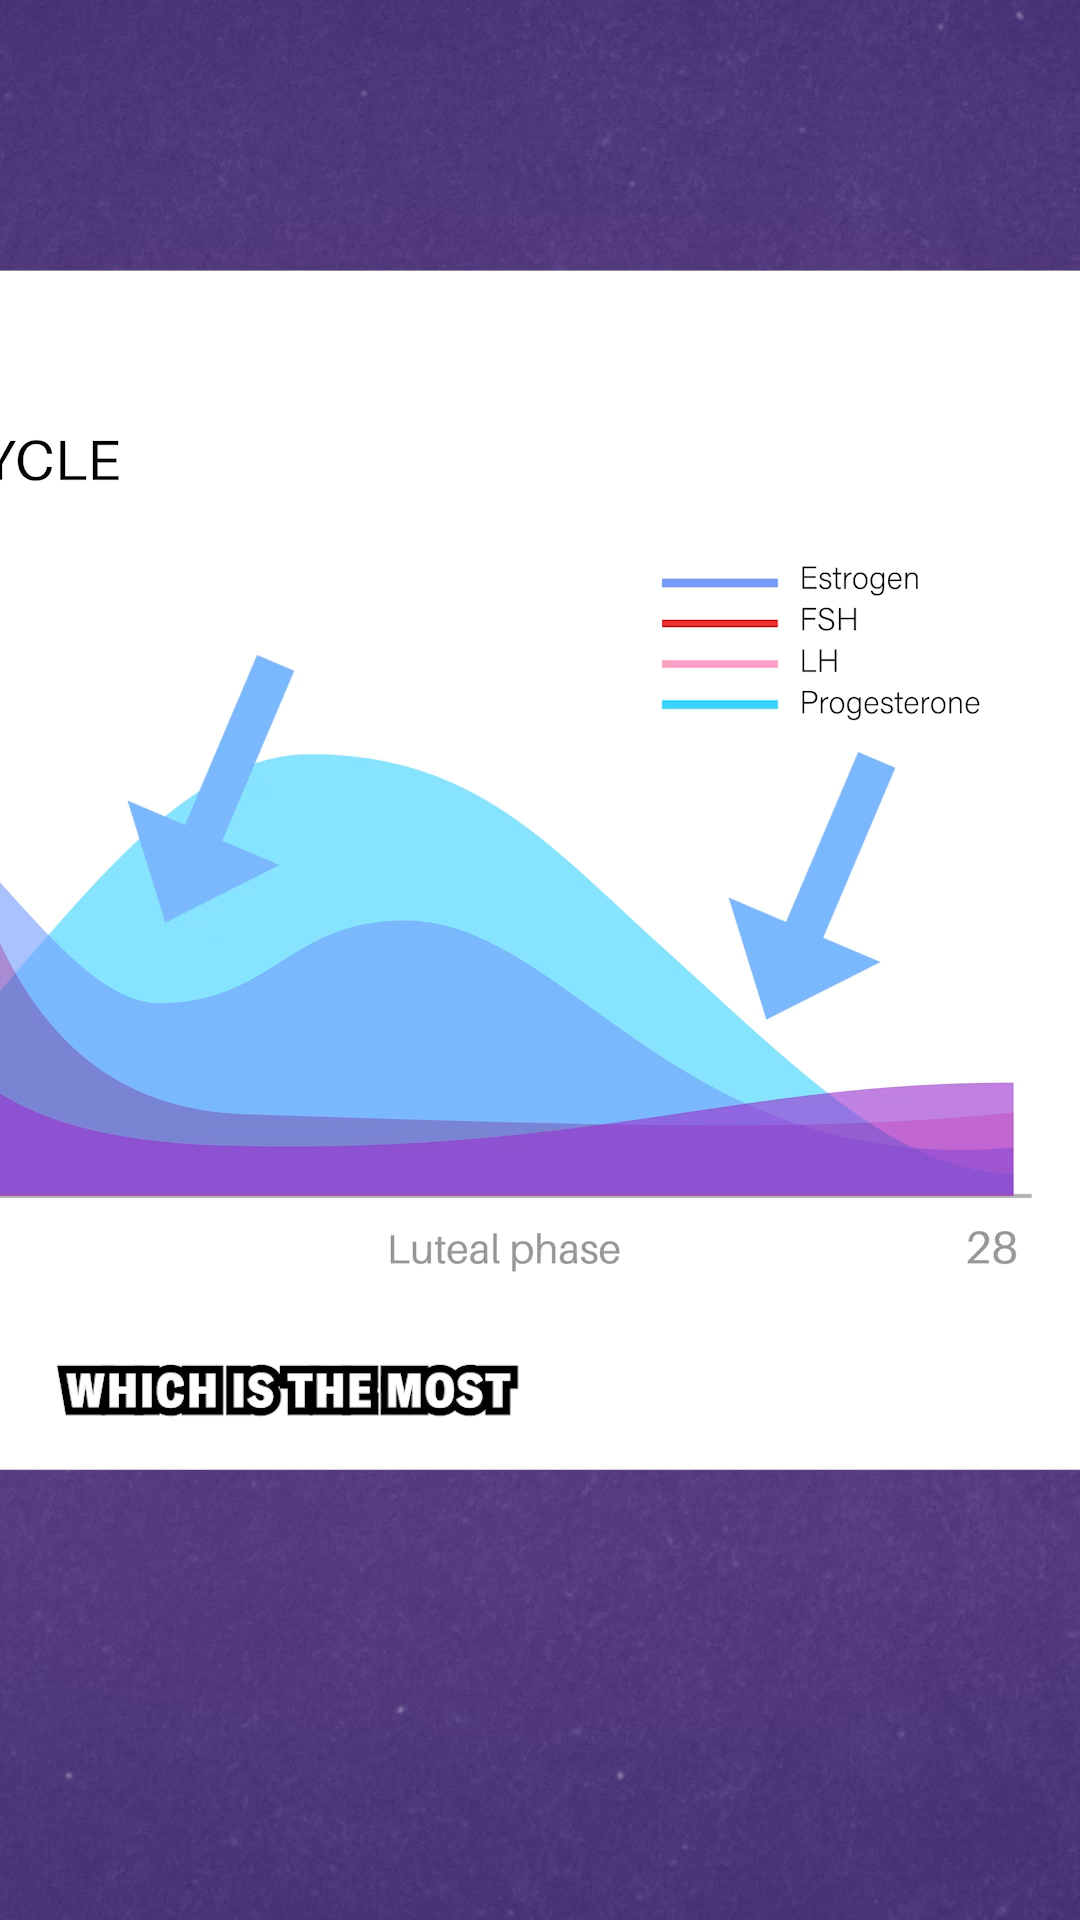 YCLE
Estrogen
FSH
LH
Progesterone
Luteal phase
28
WHICH IS THE MOST